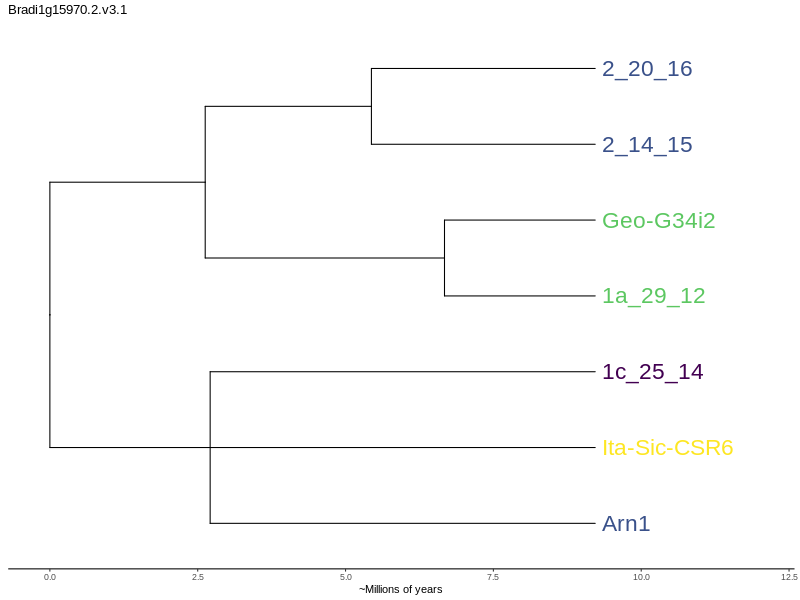 Bradi1g15970.2.v3.1
2_20_16
2_14_15
Geo-G34i2
1a_29_12
1c_25_14
Ita-Sic-CSR6
Arn1
0.0 2.5 5.0 7.5 10.0 12.5
~Millions of years